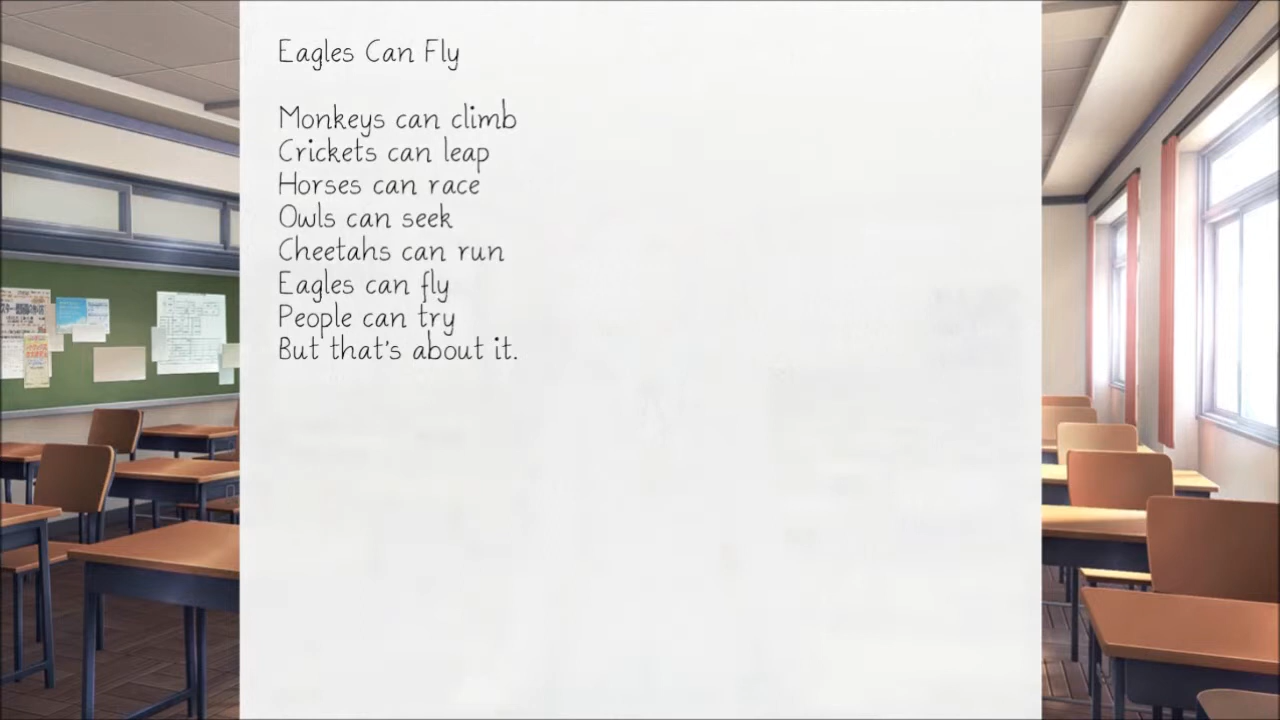 Eagles Can Fly
Monkeys can climb
Crickets can leap
Horses can race
Owls can seek
Cheetahs can run
Eagles can fly
People can try
But that's about it.